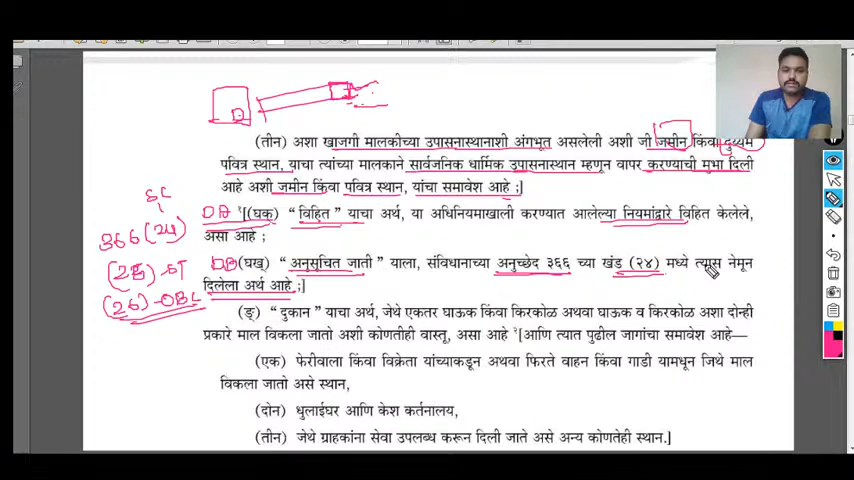 (तीन) अशा खाजगी मालकीच्या उपासनास्थानाशी अंगभूत असलेली अशी जी जमीन किंवा दुय्यम
पवित्र स्थान, याचा त्यांच्या मालकाने सार्वजनिक धार्मिक उपासनास्थान म्हणून वापर करण्याची मुभा दिली
आहे अशी जमीन किंवा पवित्र स्थान, यांचा समावेश आहे ;]
SC
DB [(घक) “विहित” याचा अर्थ, या अधिनियमाखाली करण्यात आलेल्या नियमांद्वारे विहित केलेले,
366(24)
असा आहे ;
DB (घख) “अनुसूचित जाती” याला, संविधानाच्या अनुच्छेद ३६६ च्या खंड (२४) मध्ये त्यास नेमून
(25)-ST
दिलेला अर्थ आहे ;]
(26)-OBC
(ङ) “दुकान” याचा अर्थ, जेथे एकतर घाऊक किंवा किरकोळ अथवा घाऊक व किरकोळ अशा दोन्ही
प्रकारे माल विकला जातो अशी कोणतीही वास्तू, असा आहे [आणि त्यात पुढील जागांचा समावेश आहे—
(एक) फेरीवाला किंवा विक्रेता यांच्याकडून अथवा फिरते वाहन किंवा गाडी यामधून जिथे माल
विकला जातो असे स्थान,
(दोन) धुलाईघर आणि केश कर्तनालय,
(तीन) जेथे ग्राहकांना सेवा उपलब्ध करून दिली जाते असे अन्य कोणतेही स्थान.]